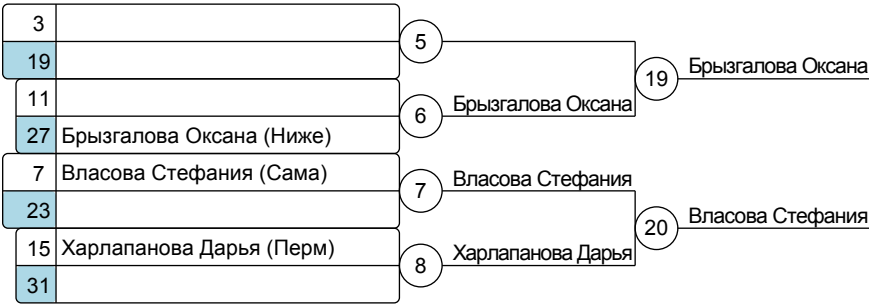 3
5
19
19
Брызгалова Оксана
11
6
Брызгалова Оксана
27 Брызгалова Оксана (Ниже)
7 Власова Стефания (Сама)
7
Власова Стефания
23
20
Власова Стефания
15 Харлапанова Дарья (Перм)
8
Харлапанова Дарья
31